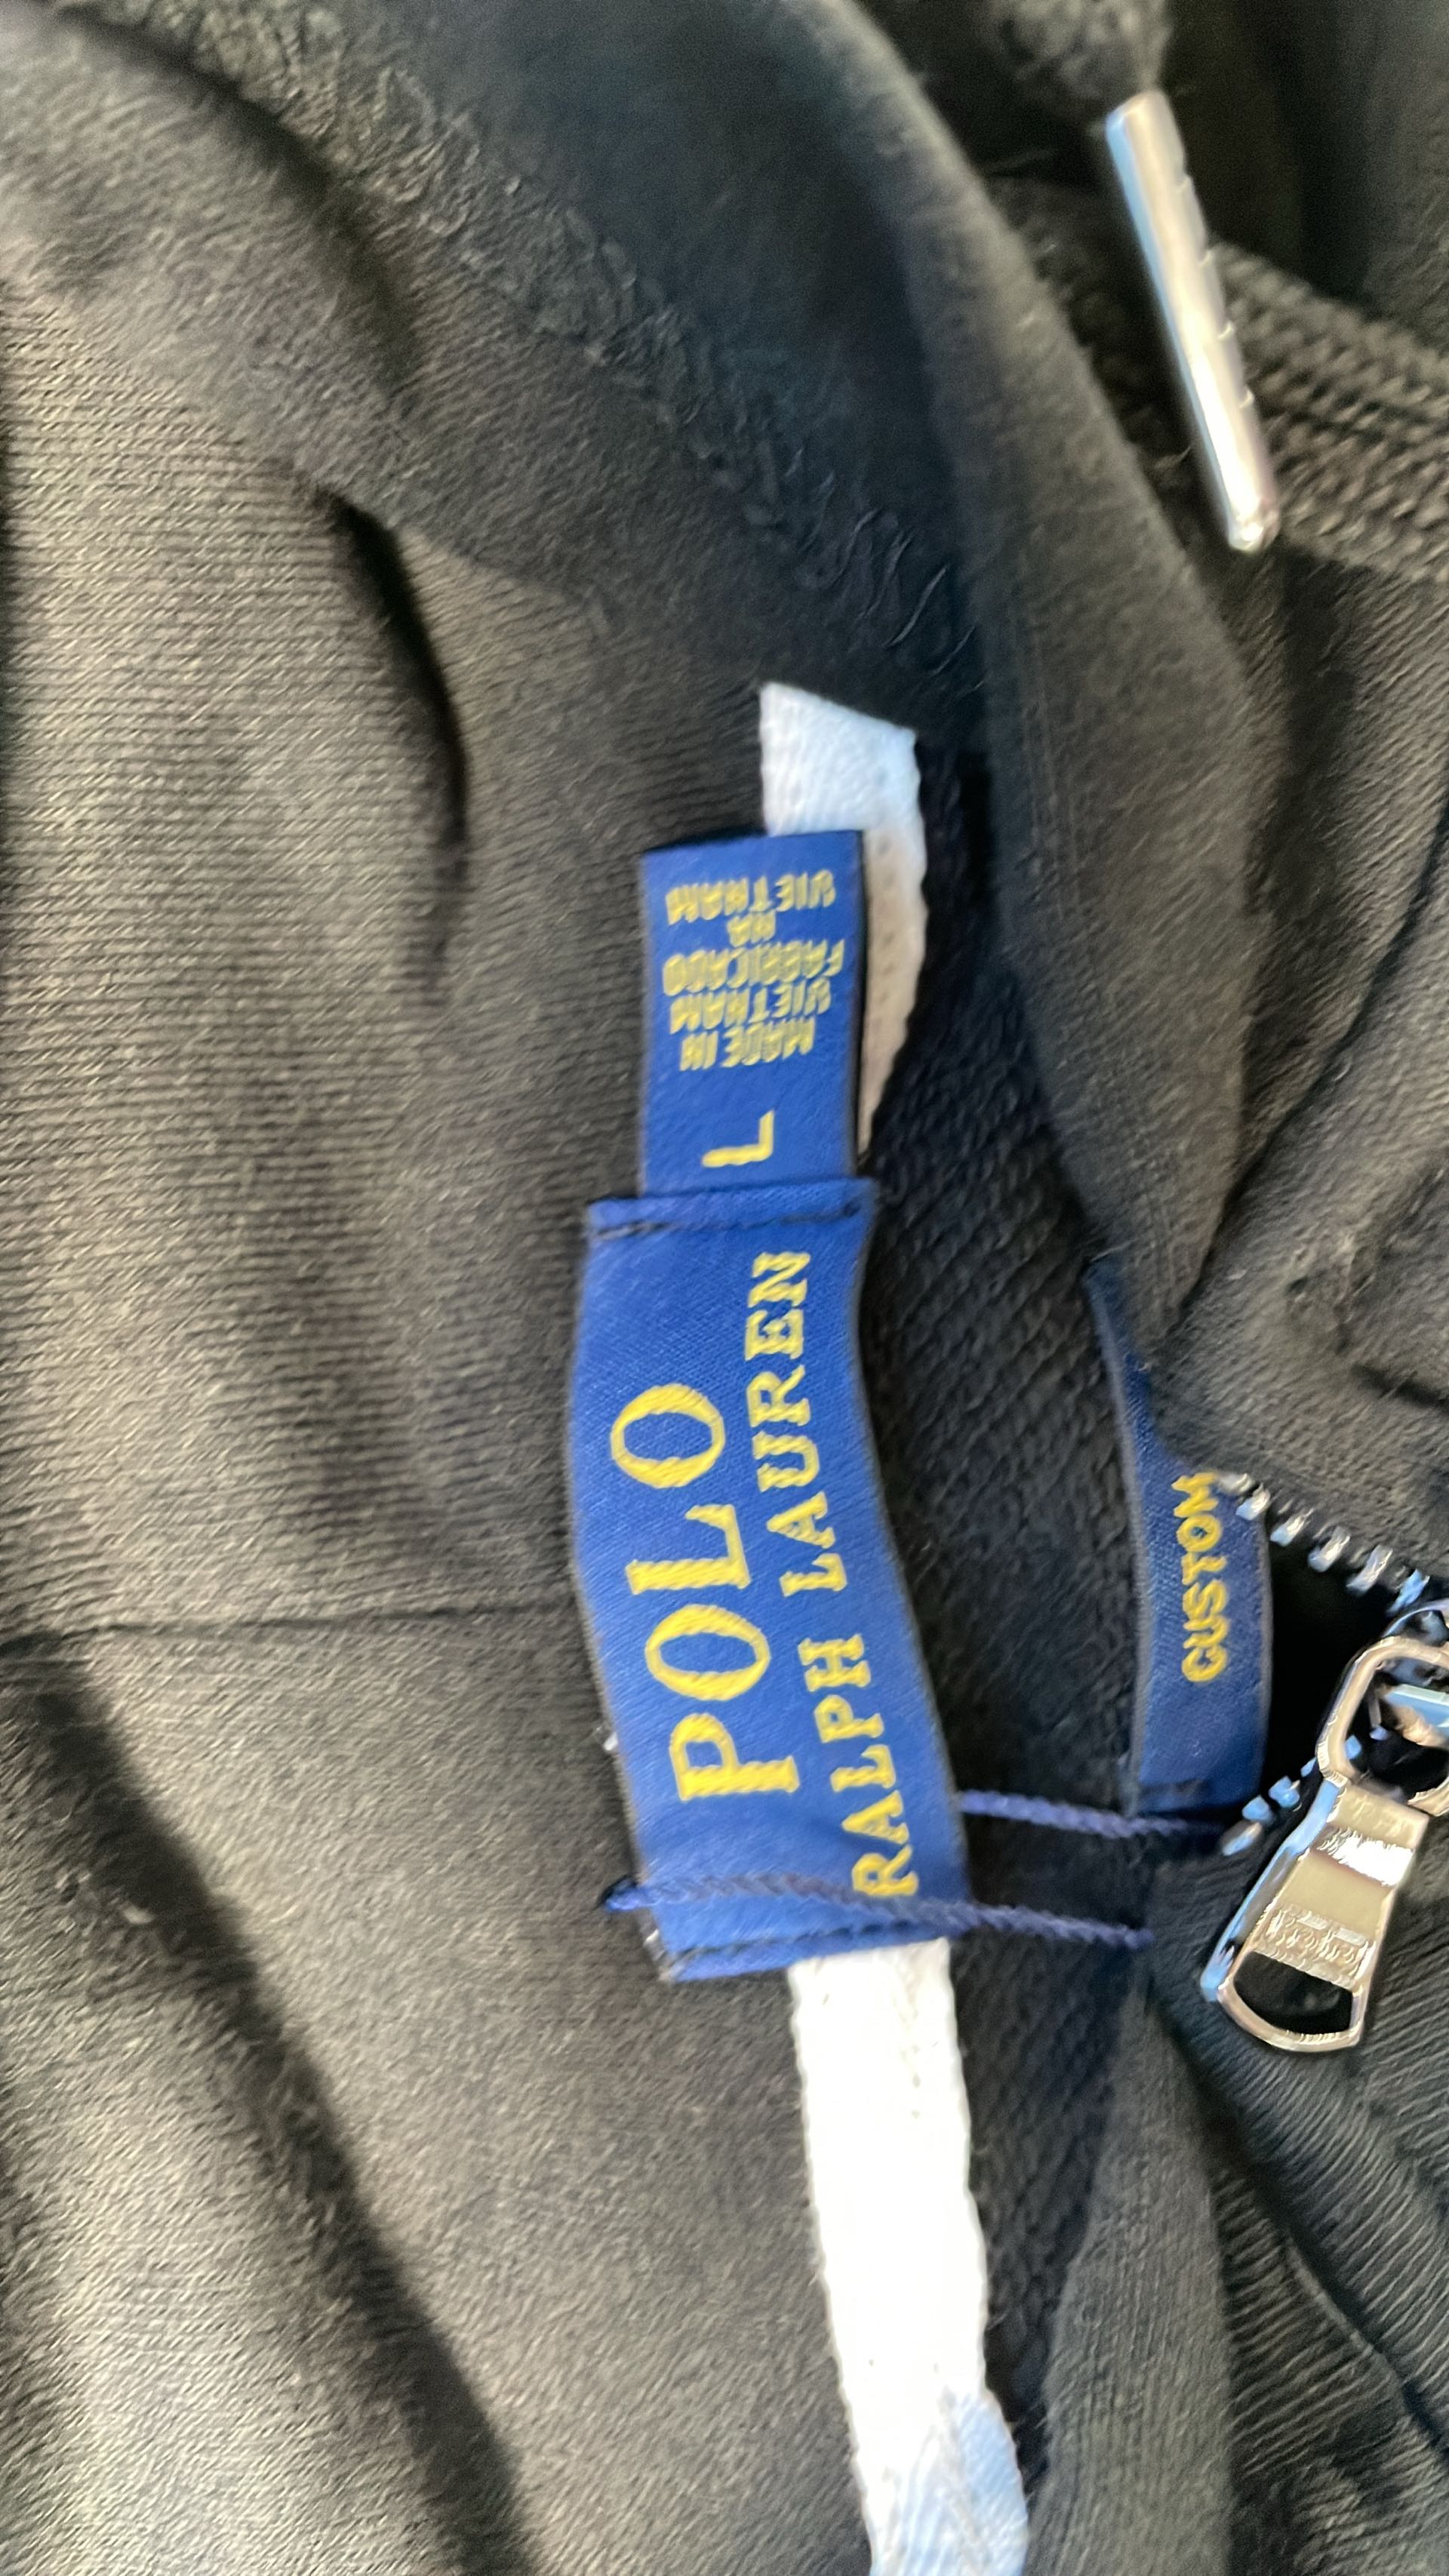 POLO
RALPH LAUREN
L
MADE IN
VIETNAM
FABRICADO
NA
VIETNAM
CUSTOM